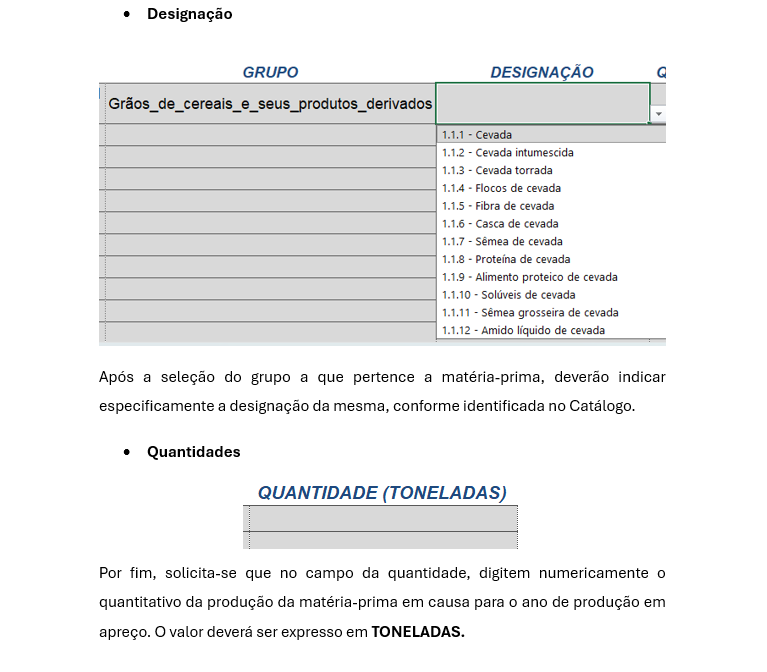 • Designação
GRUPO DESIGNAÇÃO Q
Grãos_de_cereais_e_seus_produtos_derivados
1.1.1 - Cevada
1.1.2 - Cevada intumescida
1.1.3 - Cevada torrada
1.1.4 - Flocos de cevada
1.1.5 - Fibra de cevada
1.1.6 - Casca de cevada
1.1.7 - Sêmea de cevada
1.1.8 - Proteína de cevada
1.1.9 - Alimento proteico de cevada
1.1.10 - Solúveis de cevada
1.1.11 - Sêmea grosseira de cevada
1.1.12 - Amido líquido de cevada
Após a seleção do grupo a que pertence a matéria-prima, deverão indicar
especificamente a designação da mesma, conforme identificada no Catálogo.
• Quantidades
QUANTIDADE (TONELADAS)
Por fim, solicita-se que no campo da quantidade, digitem numericamente o
quantitativo da produção da matéria-prima em causa para o ano de produção em
apreço. O valor deverá ser expresso em TONELADAS.